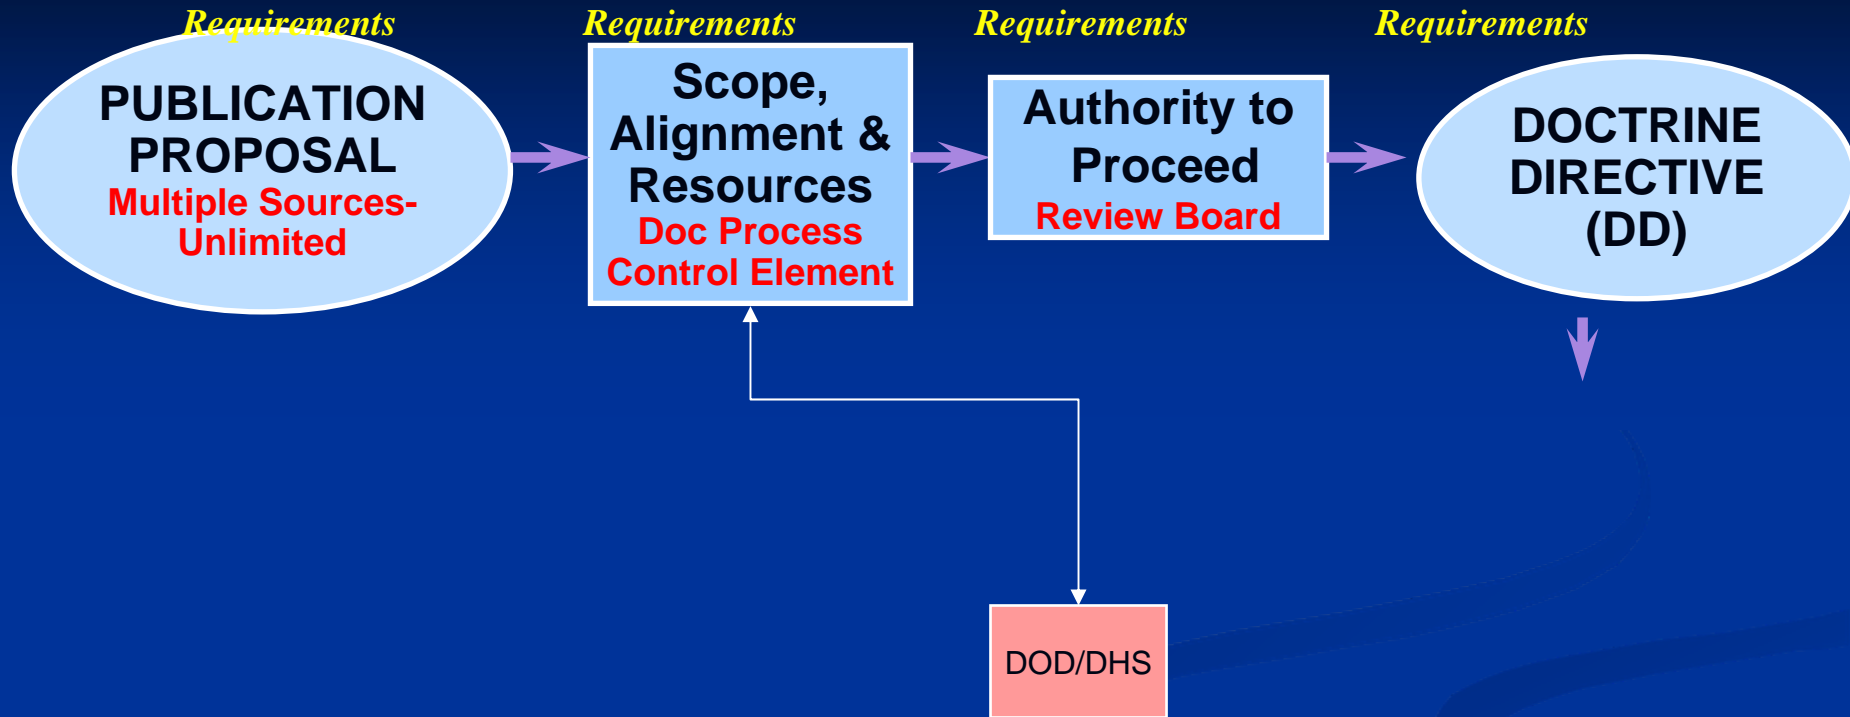 Requirements
Requirements
Requirements
Requirements
PUBLICATION
PROPOSAL
Multiple Sources-
Unlimited
Scope,
Alignment &
Resources
Doc Process
Control Element
Authority to
Proceed
Review Board
DOCTRINE
DIRECTIVE
(DD)
DOD/DHS